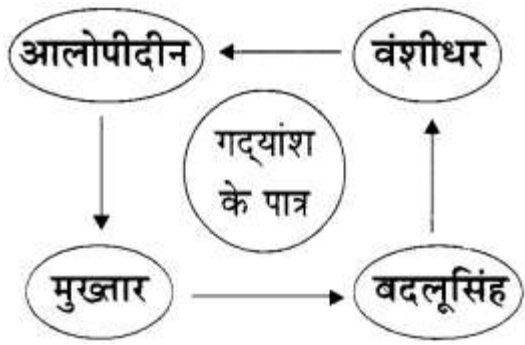 आलोपीदीन
वंशीधर
गद्‌यांश
के पात्र
मुख्तार
बदलूसिंह